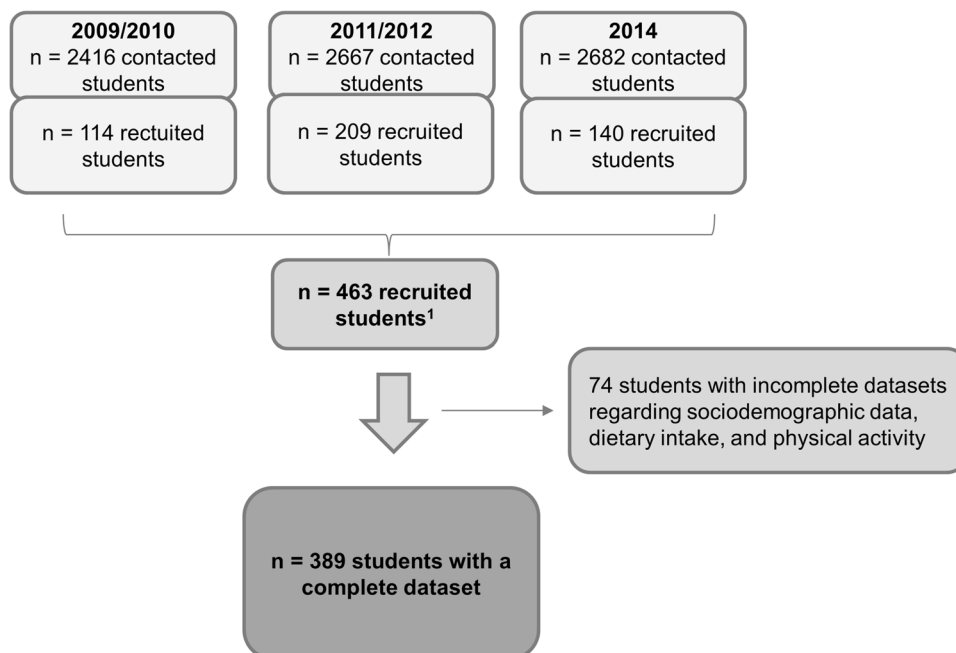 2009/2010
n = 2416 contacted
students
n = 114 rectuited
students
2011/2012
n = 2667 contacted
students
n = 209 recruited
students
2014
n = 2682 contacted
students
n = 140 recruited
students
n = 463 recruited
students¹
74 students with incomplete datasets
regarding sociodemographic data,
dietary intake, and physical activity
n = 389 students with a
complete dataset